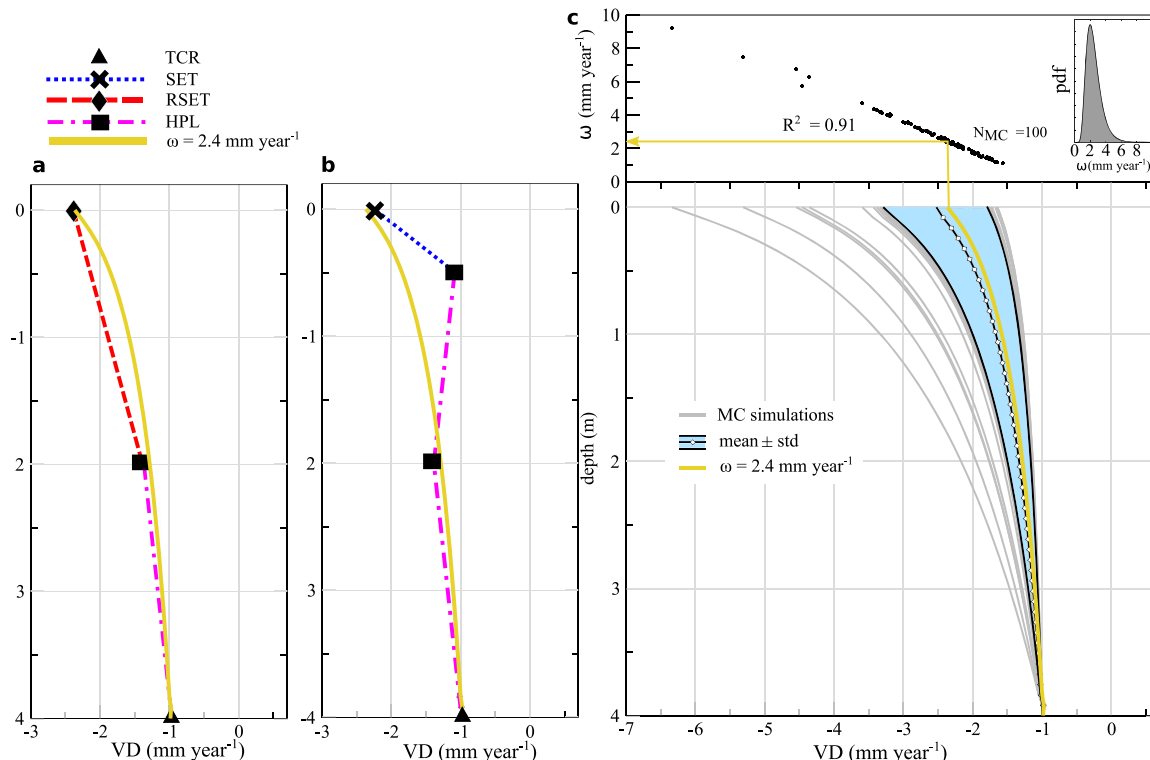 TCR
SET
RSET
HPL
ω = 2.4 mm year-1
a
0
-1
2
3
4
-3
-2
-1
0
VD (mm year-1)
b
0
-1
-2
-3
-4
-3
-2
-1
0
VD (mm year-1)
c
10
8
6
4
2
0
ω (mm year-1)
R2 = 0.91
NMC =100
pdf
0 2 4 6 8
ω(mm year-1)
0
1
2
3
4
depth (m)
MC simulations
mean ± std
ω = 2.4 mm year-1
-7
-6
-5
-4
-3
-2
-1
0
VD (mm year-1)